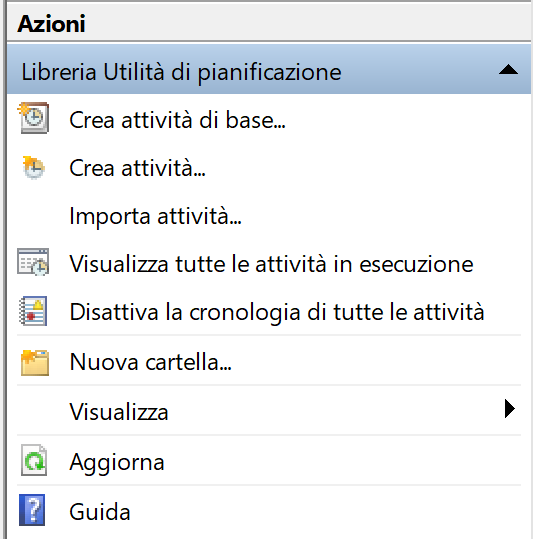 Azioni
Libreria Utilità di pianificazione
Crea attività di base...
Crea attività...
Importa attività...
Visualizza tutte le attività in esecuzione
Disattiva la cronologia di tutte le attività
Nuova cartella...
Visualizza
Aggiorna
Guida